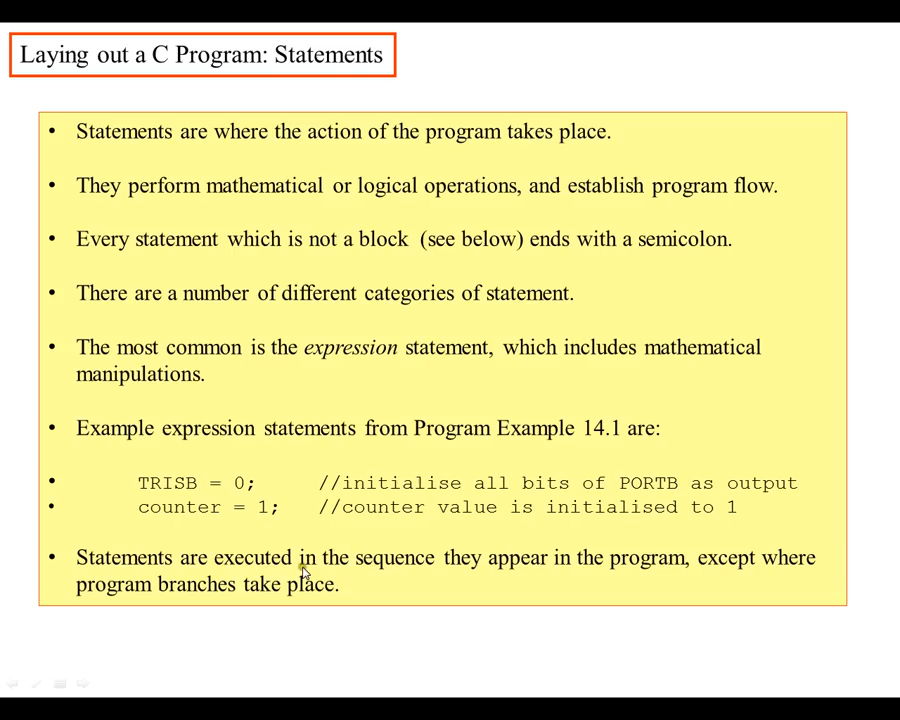 Laying out a C Program: Statements
• Statements are where the action of the program takes place.
• They perform mathematical or logical operations, and establish program flow.
• Every statement which is not a block (see below) ends with a semicolon.
• There are a number of different categories of statement.
• The most common is the expression statement, which includes mathematical
manipulations.
• Example expression statements from Program Example 14.1 are:
• TRISB = 0; //initialise all bits of PORTB as output
• counter = 1; //counter value is initialised to 1
• Statements are executed in the sequence they appear in the program, except where
program branches take place.